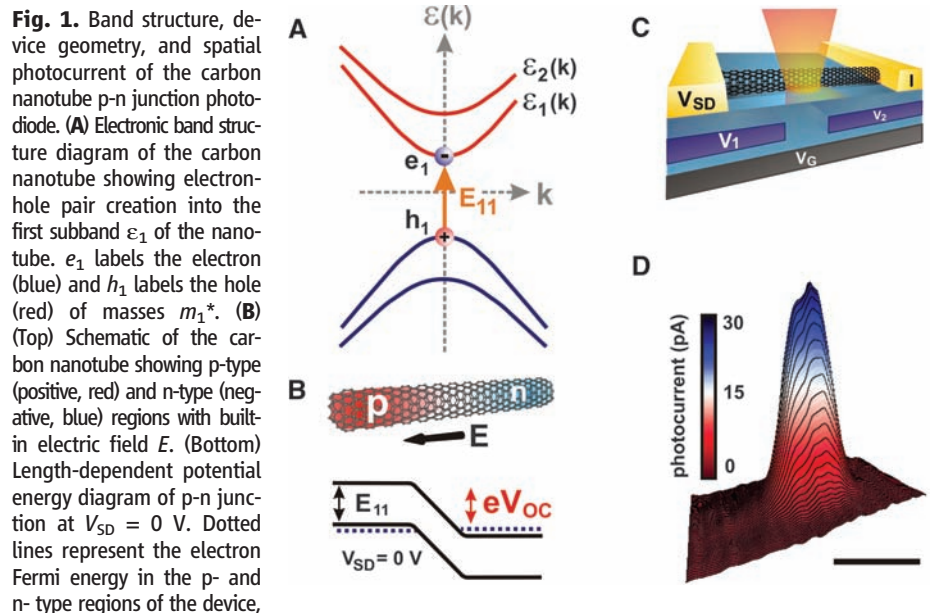 Fig. 1. Band structure, de-
vice geometry, and spatial
photocurrent of the carbon
nanotube p-n junction photo-
diode. (A) Electronic band struc-
ture diagram of the carbon
nanotube showing electron-
hole pair creation into the
first subband ε₁ of the nano-
tube. e₁ labels the electron
(blue) and h₁ labels the hole
(red) of masses m₁*. (B)
(Top) Schematic of the car-
bon nanotube showing p-type
(positive, red) and n-type (neg-
ative, blue) regions with built-
in electric field E. (Bottom)
Length-dependent potential
energy diagram of p-n junc-
tion at V_SD = 0 V. Dotted
lines represent the electron
Fermi energy in the p- and
n- type regions of the device,
A
ε(k)
ε₂(k)
ε₁(k)
e₁
-
k
E₁₁
h₁
+
B
p
n
E
E₁₁
eV_OC
V_SD = 0 V
C
V_SD
I
V₁
V₂
V_G
D
photocurrent (pA)
30
15
0